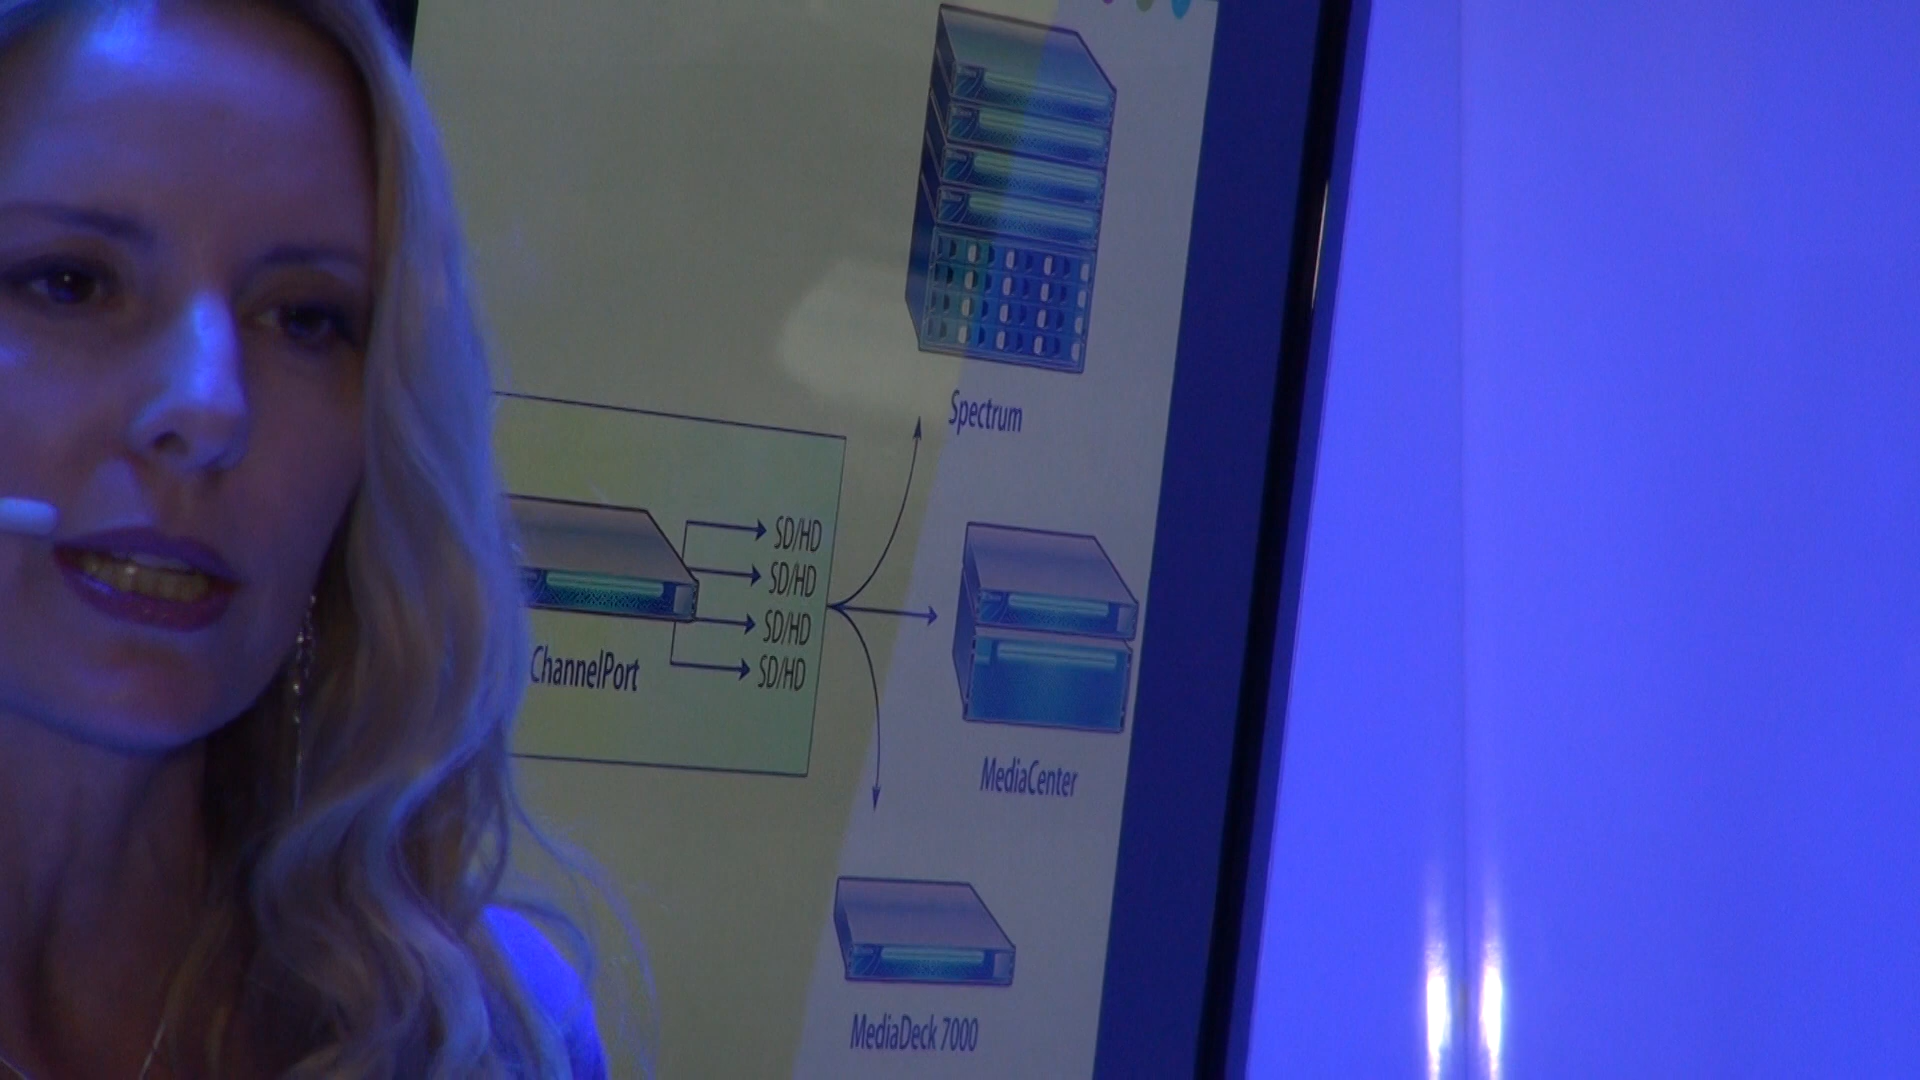 Spectrum
SD/HD
SD/HD
SD/HD
SD/HD
ChannelPort
MediaCenter
MediaDeck 7000